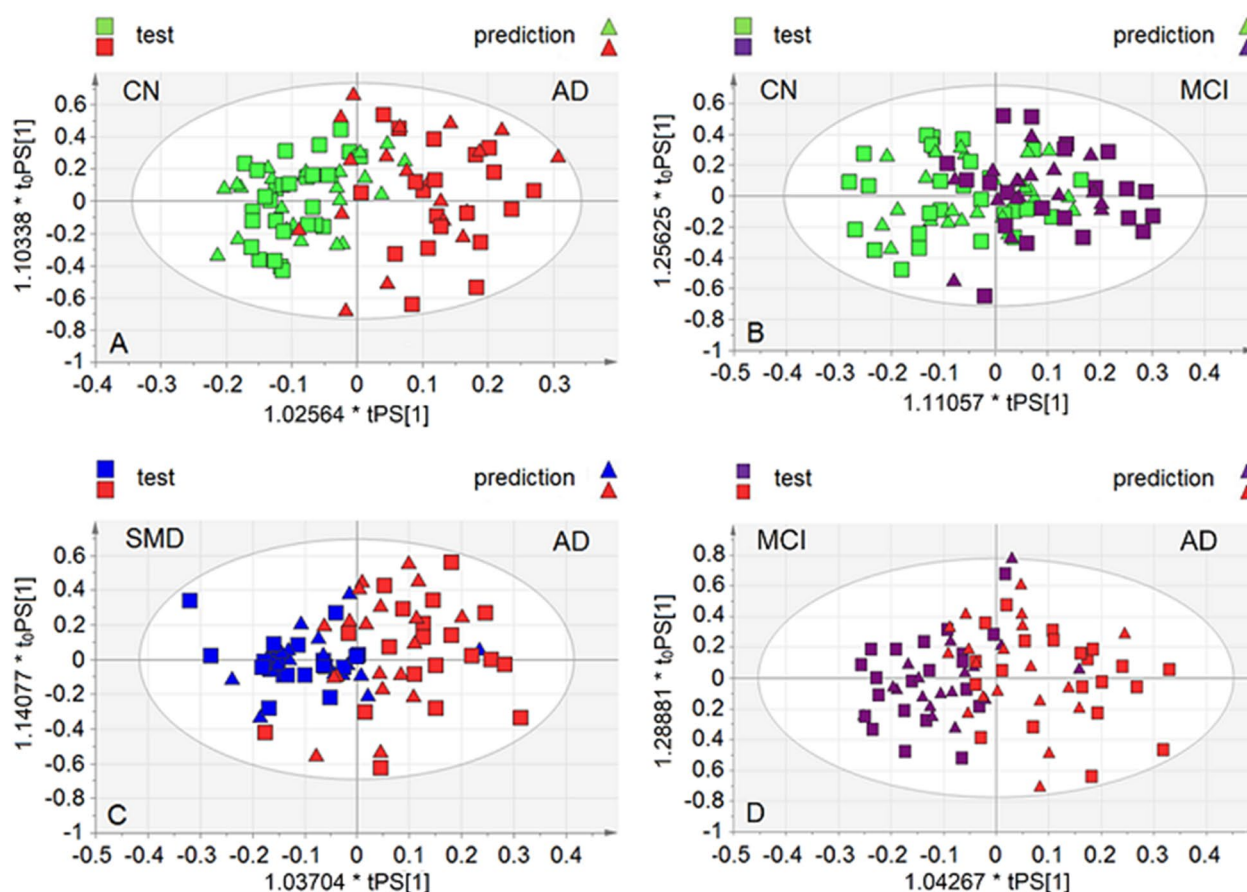 test prediction
CN AD
0.6
0.4
0.2
0
-0.2
-0.4
-0.6
-0.8
-1
1.10338 * t₀PS[1]
A
-0.4 -0.3 -0.2 -0.1 0 0.1 0.2 0.3
1.02564 * tPS[1]
test prediction
CN MCI
0.6
0.4
0.2
0
-0.2
-0.4
-0.6
-0.8
-1
1.25625 * t₀PS[1]
B
-0.5 -0.4 -0.3 -0.2 -0.1 0 0.1 0.2 0.3 0.4
1.11057 * tPS[1]
test prediction
SMD AD
0.6
0.4
0.2
0
-0.2
-0.4
-0.6
-0.8
-1
1.14077 * t₀PS[1]
C
-0.5 -0.4 -0.3 -0.2 -0.1 0 0.1 0.2 0.3 0.4
1.03704 * tPS[1]
test prediction
MCI AD
0.8
0.6
0.4
0.2
0
0.2
0.4
0.6
0.8
-1
1.28881 * t₀PS[1]
D
-0.5 -0.4 -0.3 -0.2 -0.1 0 0.1 0.2 0.3 0.4
1.04267 * tPS[1]